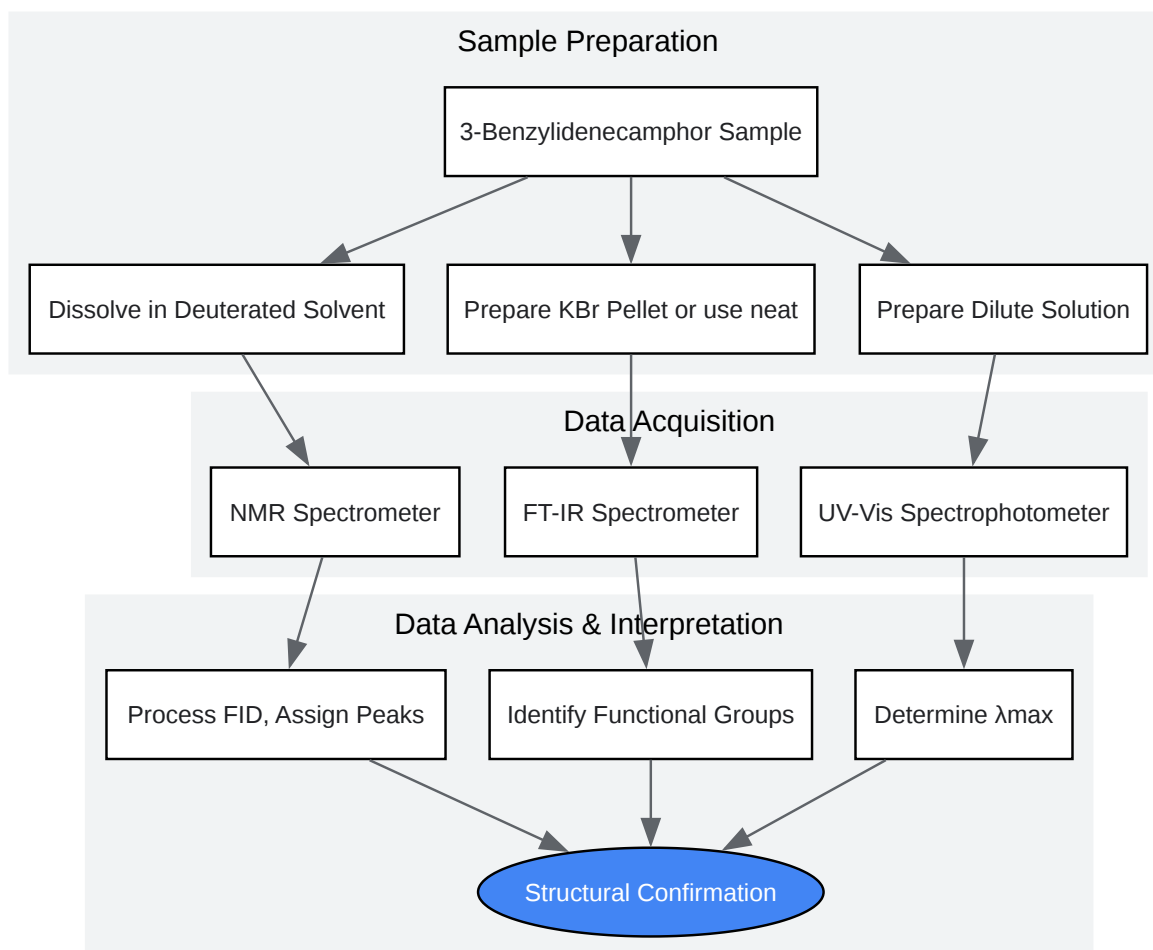 Sample Preparation
3-Benzylidenecamphor Sample
Dissolve in Deuterated Solvent
Prepare KBr Pellet or use neat
Prepare Dilute Solution
Data Acquisition
NMR Spectrometer
FT-IR Spectrometer
UV-Vis Spectrophotometer
Data Analysis & Interpretation
Process FID, Assign Peaks
Identify Functional Groups
Determine λmax
Structural Confirmation